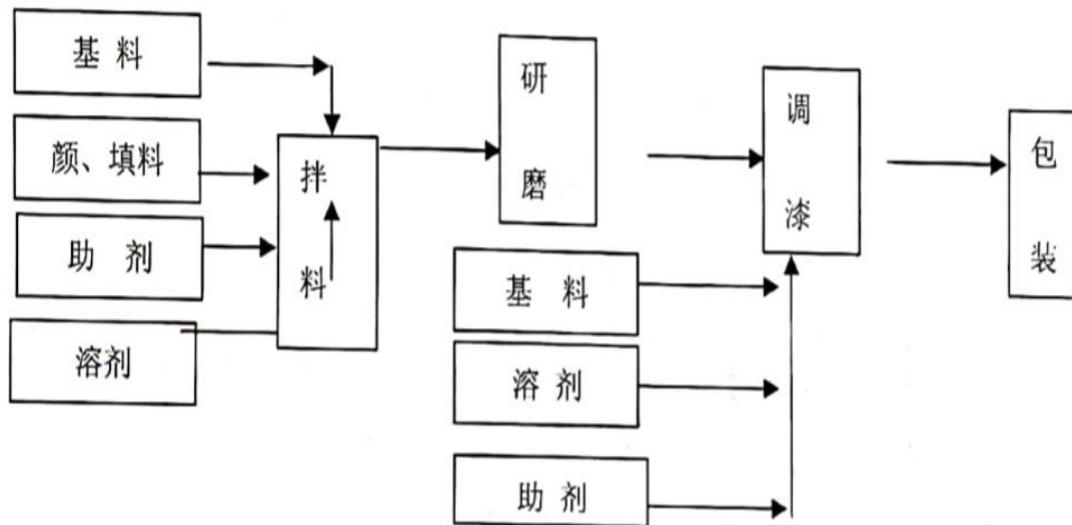 基 料
颜、填料
助 剂
溶剂
拌
料
研
磨
基 料
溶 剂
助 剂
调
漆
包
装